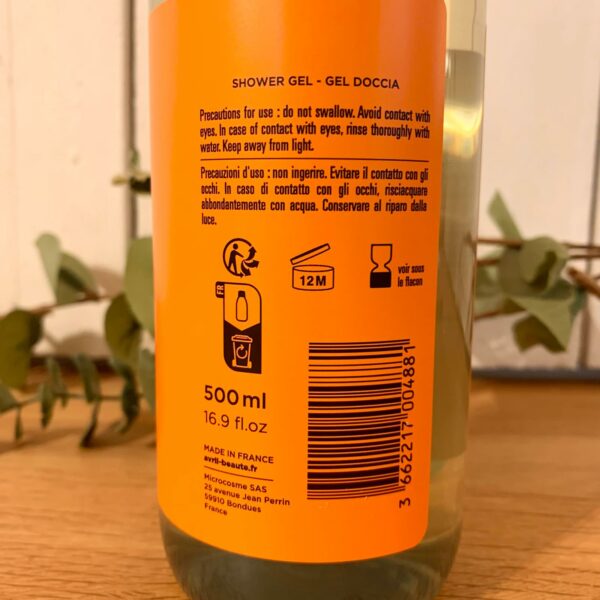 SHOWER GEL - GEL DOCCIA
Precautions for use : do not swallow. Avoid contact with
eyes. In case of contact with eyes, rinse thoroughly with
water. Keep away from light.
Precauzioni d'uso : non ingerire. Evitare il contatto con gli
occhi. In caso di contatto con gli occhi, risciacquare
abbondantemente con acqua. Conservare al riparo dalla
luce.
12 M
voir sous
le flacon
FR
500 ml
16.9 fl.oz
MADE IN FRANCE
avril-beaute.fr
Microcosme SAS
25 avenue Jean Perrin
59910 Bondues
France
3 662217 004881